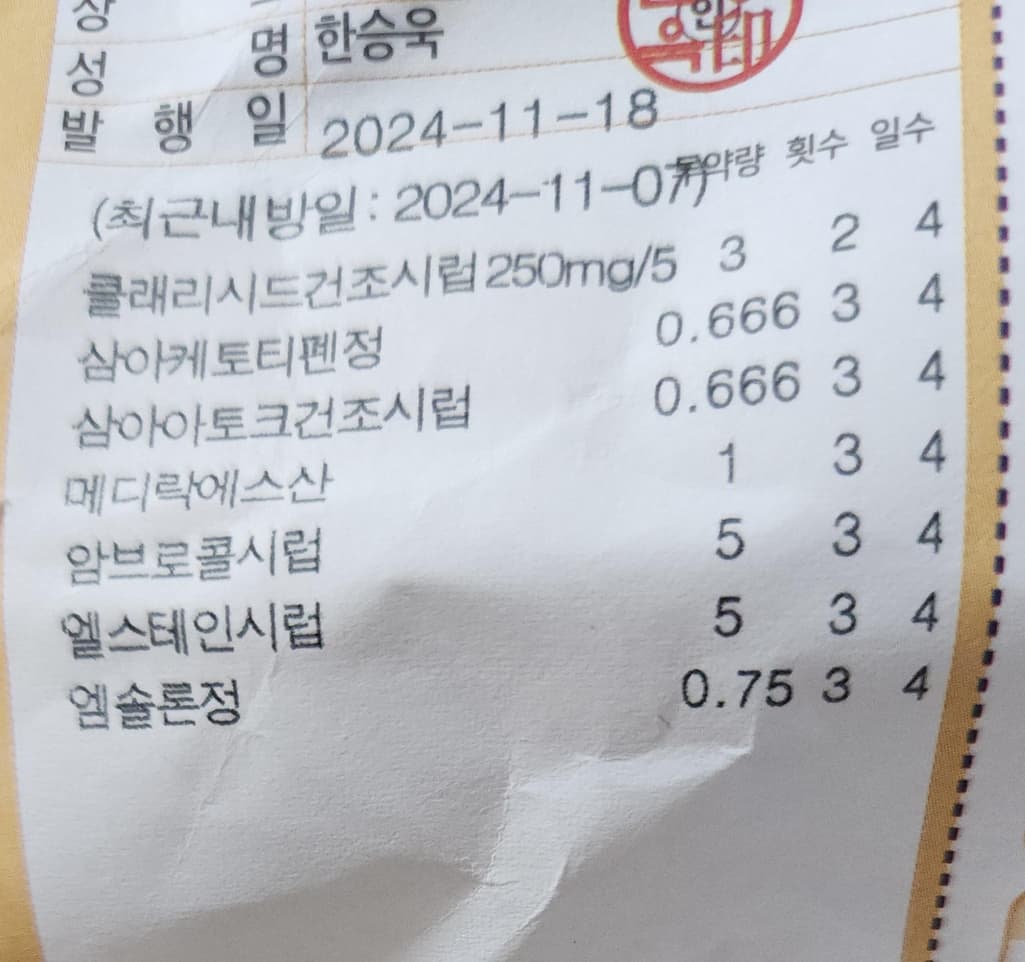 성 명 한승욱
발 행 일 2024-11-18
투약량 횟수 일수
(최근내방일: 2024-11-07)
클래리시드건조시럽250mg/5 3 2 4
삼아케토티펜정 0.666 3 4
삼아아토크건조시럽 0.666 3 4
메디락에스산 1 3 4
암브로콜시럽 5 3 4
엘스테인시럽 5 3 4
엠솔론정 0.75 3 4